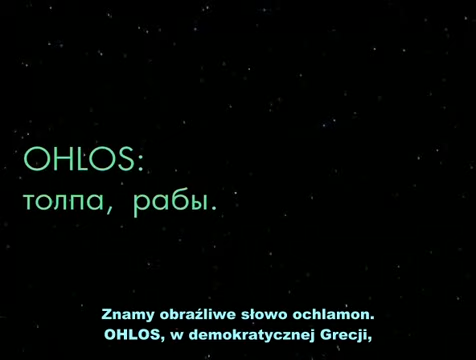 OHLOS:
толпа, рабы.
Znamy obraźliwe słowo ochlamon.
OHLOS, w demokratycznej Grecji,